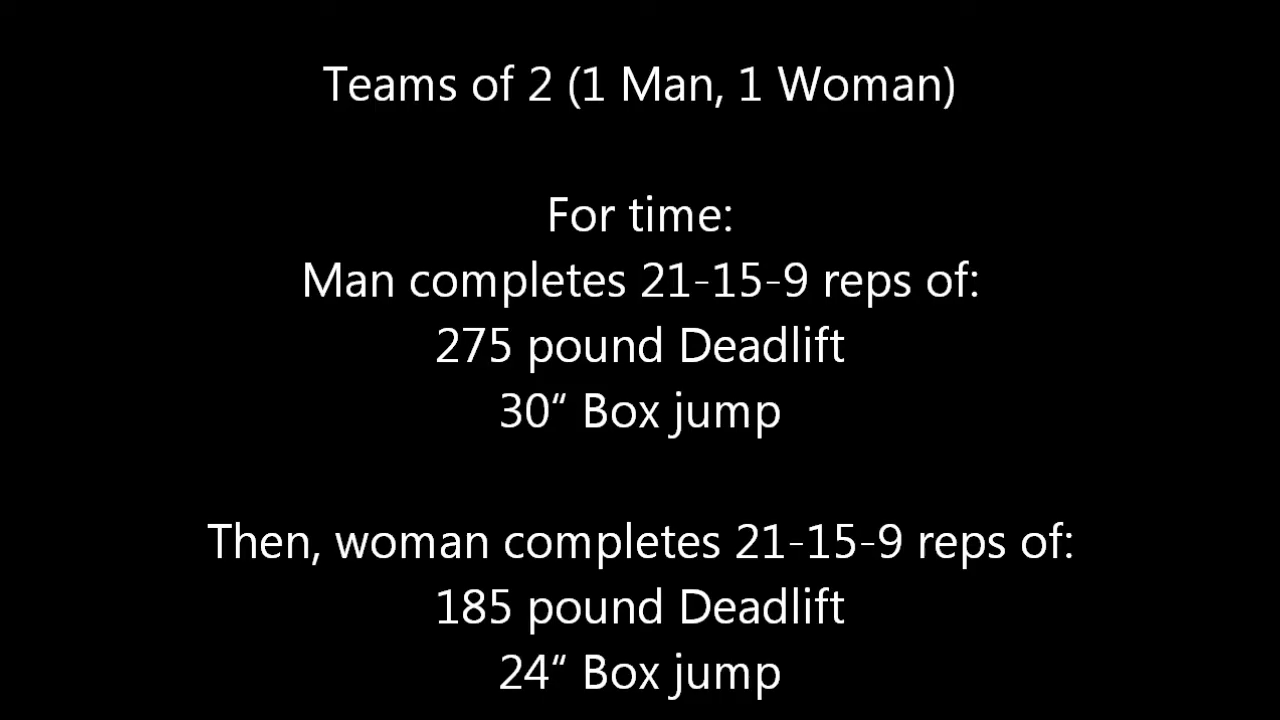 Teams of 2 (1 Man, 1 Woman)
For time:
Man completes 21-15-9 reps of:
275 pound Deadlift
30“ Box jump
Then, woman completes 21-15-9 reps of:
185 pound Deadlift
24“ Box jump